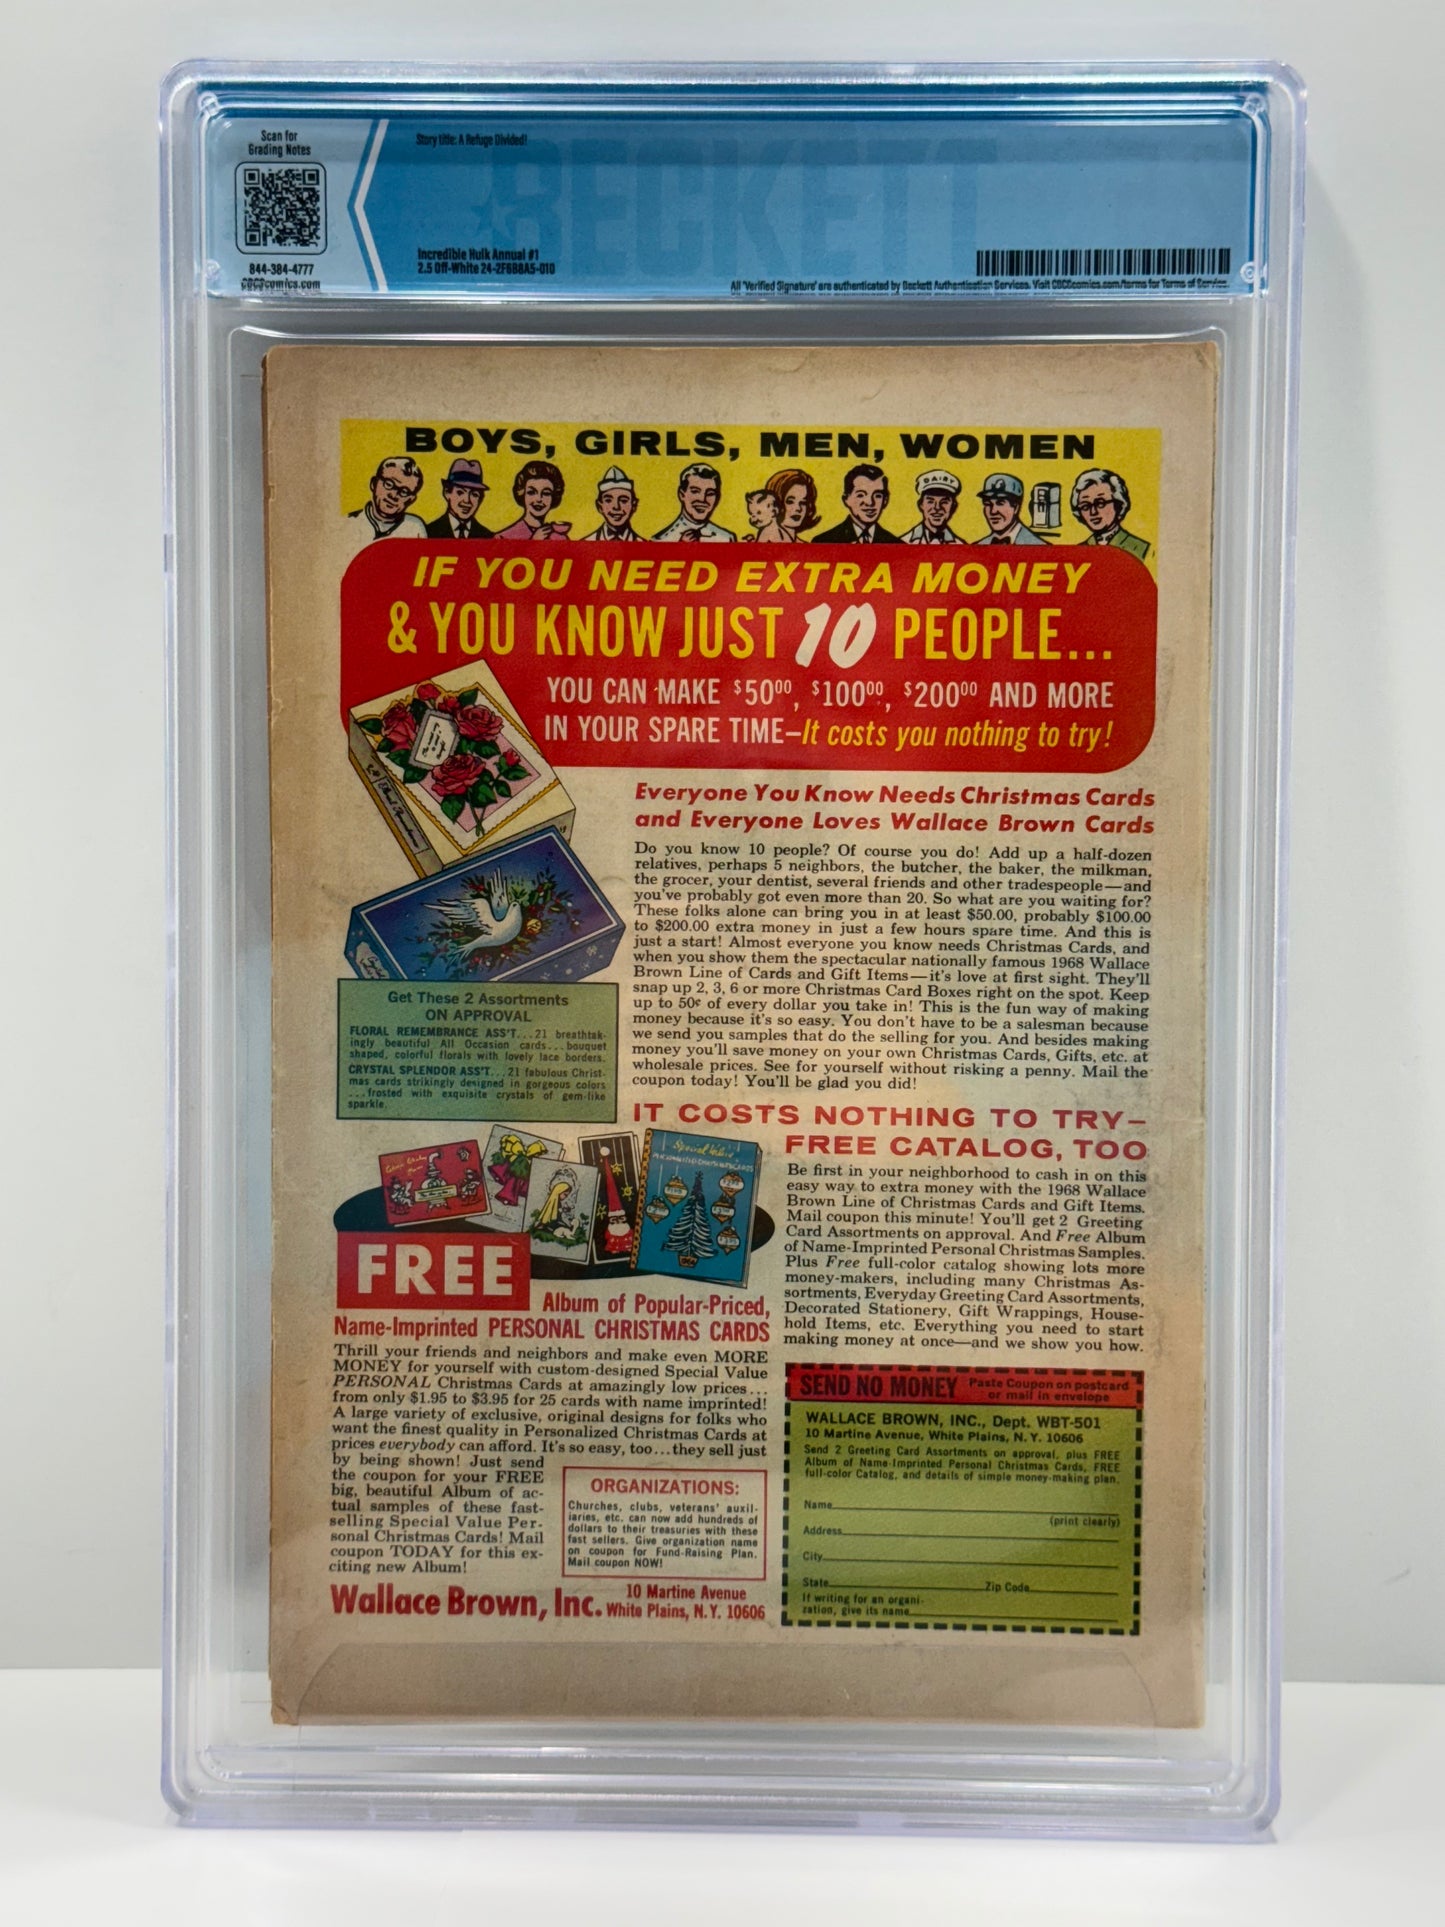 Scan for
Grading Notes
844-384-4777
CBCScomics.com
Story title: A Refuge Divided!
BECKETT
Incredible Hulk Annual #1
2.5 Off-White 24-2F6B8A5-010
All 'Verified Signature' are authenticated by Beckett Authentication Services. Visit CBCScomics.com/terms for Terms of Service.
BOYS, GIRLS, MEN, WOMEN
DAIRY
IF YOU NEED EXTRA MONEY
& YOU KNOW JUST 10 PEOPLE...
YOU CAN MAKE $50⁰⁰, $100⁰⁰, $200⁰⁰ AND MORE
IN YOUR SPARE TIME–It costs you nothing to try!
Everyone You Know Needs Christmas Cards
and Everyone Loves Wallace Brown Cards
Do you know 10 people? Of course you do! Add up a half-dozen
relatives, perhaps 5 neighbors, the butcher, the baker, the milkman,
the grocer, your dentist, several friends and other tradespeople—and
you've probably got even more than 20. So what are you waiting for?
These folks alone can bring you in at least $50.00, probably $100.00
to $200.00 extra money in just a few hours spare time. And this is
just a start! Almost everyone you know needs Christmas Cards, and
when you show them the spectacular nationally famous 1968 Wallace
Brown Line of Cards and Gift Items—it's love at first sight. They'll
snap up 2, 3, 6 or more Christmas Card Boxes right on the spot. Keep
up to 50¢ of every dollar you take in! This is the fun way of making
money because it's so easy. You don't have to be a salesman because
we send you samples that do the selling for you. And besides making
money you'll save money on your own Christmas Cards, Gifts, etc. at
wholesale prices. See for yourself without risking a penny. Mail the
coupon today! You'll be glad you did!
Get These 2 Assortments
ON APPROVAL
FLORAL REMEMBRANCE ASS'T...21 breathtak-
ingly beautiful All Occasion cards...bouquet
shaped, colorful florals with lovely lace borders.
CRYSTAL SPLENDOR ASS'T...21 fabulous Christ-
mas cards strikingly designed in gorgeous colors
...frosted with exquisite crystals of gem-like
sparkle.
IT COSTS NOTHING TO TRY–
FREE CATALOG, TOO
Be first in your neighborhood to cash in on this
easy way to extra money with the 1968 Wallace
Brown Line of Christmas Cards and Gift Items.
Mail coupon this minute! You'll get 2 Greeting
Card Assortments on approval. And Free Album
of Name-Imprinted Personal Christmas Samples.
Plus Free full-color catalog showing lots more
money-makers, including many Christmas As-
sortments, Everyday Greeting Card Assortments,
Decorated Stationery, Gift Wrappings, House-
hold Items, etc. Everything you need to start
making money at once—and we show you how.
Special Value
PERSONALIZED CHRISTMAS CARDS
FREE
Album of Popular-Priced,
Name-Imprinted PERSONAL CHRISTMAS CARDS
Thrill your friends and neighbors and make even MORE
MONEY for yourself with custom-designed Special Value
PERSONAL Christmas Cards at amazingly low prices...
from only $1.95 to $3.95 for 25 cards with name imprinted!
A large variety of exclusive, original designs for folks who
want the finest quality in Personalized Christmas Cards at
prices everybody can afford. It's so easy, too...they sell just
by being shown! Just send
the coupon for your FREE
big, beautiful Album of ac-
tual samples of these fast-
selling Special Value Per-
sonal Christmas Cards! Mail
coupon TODAY for this ex-
citing new Album!
ORGANIZATIONS:
Churches, clubs, veterans' auxil-
iaries, etc. can now add hundreds of
dollars to their treasuries with these
fast sellers. Give organization name
on coupon for Fund-Raising Plan.
Mail coupon NOW!
Wallace Brown, Inc. 10 Martine Avenue
White Plains, N.Y. 10606
SEND NO MONEY Paste Coupon on postcard
or mail in envelope
WALLACE BROWN, INC., Dept. WBT-501
10 Martine Avenue, White Plains, N.Y. 10606
Send 2 Greeting Card Assortments on approval, plus FREE
Album of Name-Imprinted Personal Christmas Cards, FREE
full-color Catalog, and details of simple money-making plan.
Name
(print clearly)
Address
City
State Zip Code
If writing for an organi-
zation, give its name